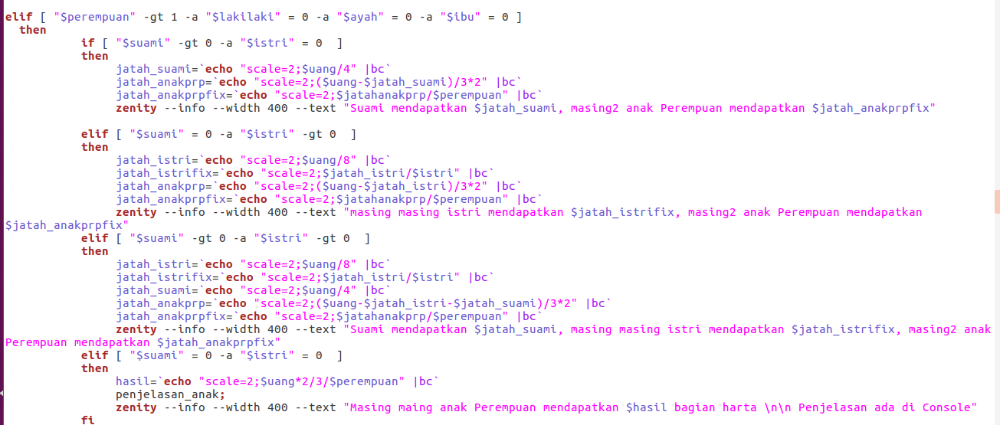 elif [ "$perempuan" -gt 1 -a "$lakilaki" = 0 -a "$ayah" = 0 -a "$ibu" = 0 ]
then
if [ "$suami" -gt 0 -a "$istri" = 0  ]
then
jatah_suami=`echo "scale=2;$uang/4" |bc`
jatah_anakprp=`echo "scale=2;($uang-$jatah_suami)/3*2" |bc`
jatah_anakprpfix=`echo "scale=2;$jatahanakprp/$perempuan" |bc`
zenity --info --width 400 --text "Suami mendapatkan $jatah_suami, masing2 anak Perempuan mendapatkan $jatah_anakprpfix"
elif [ "$suami" = 0 -a "$istri" -gt 0  ]
then
jatah_istri=`echo "scale=2;$uang/8" |bc`
jatah_istrifix=`echo "scale=2;$jatah_istri/$istri" |bc`
jatah_anakprp=`echo "scale=2;($uang-$jatah_istri)/3*2" |bc`
jatah_anakprpfix=`echo "scale=2;$jatahanakprp/$perempuan" |bc`
zenity --info --width 400 --text "masing masing istri mendapatkan $jatah_istrifix, masing2 anak Perempuan mendapatkan
$jatah_anakprpfix"
elif [ "$suami" -gt 0 -a "$istri" -gt 0  ]
then
jatah_istri=`echo "scale=2;$uang/8" |bc`
jatah_istrifix=`echo "scale=2;$jatah_istri/$istri" |bc`
jatah_suami=`echo "scale=2;$uang/4" |bc`
jatah_anakprp=`echo "scale=2;($uang-$jatah_istri-$jatah_suami)/3*2" |bc`
jatah_anakprpfix=`echo "scale=2;$jatahanakprp/$perempuan" |bc`
zenity --info --width 400 --text "Suami mendapatkan $jatah_suami, masing masing istri mendapatkan $jatah_istrifix, masing2 anak
Perempuan mendapatkan $jatah_anakprpfix"
elif [ "$suami" = 0 -a "$istri" = 0  ]
then
hasil=`echo "scale=2;$uang*2/3/$perempuan" |bc`
penjelasan_anak;
zenity --info --width 400 --text "Masing maing anak Perempuan mendapatkan $hasil bagian harta \n\n Penjelasan ada di Console"
fi